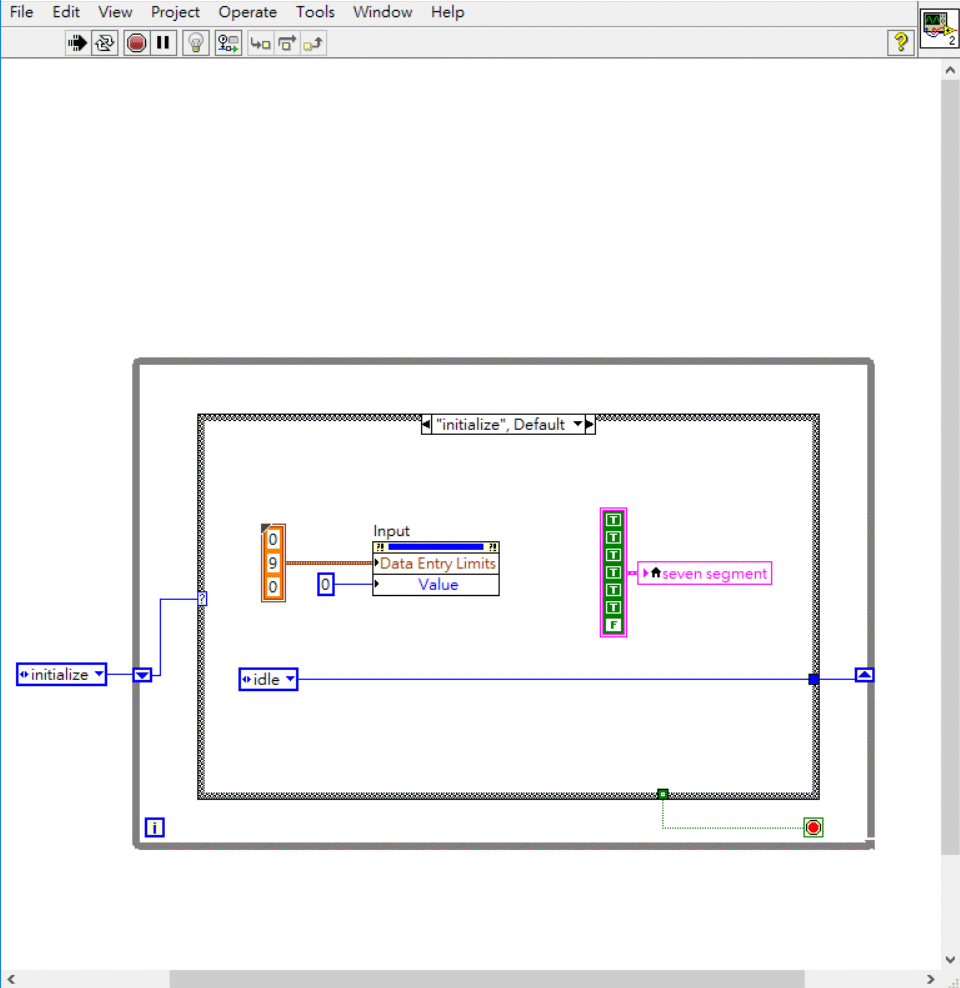 File Edit View Project Operate Tools Window Help
?
2
"initialize", Default
0
9
0
Input
?! ?!
Data Entry Limits
0
Value
T
T
T
T
T
T
F
seven segment
?
initialize
idle
i